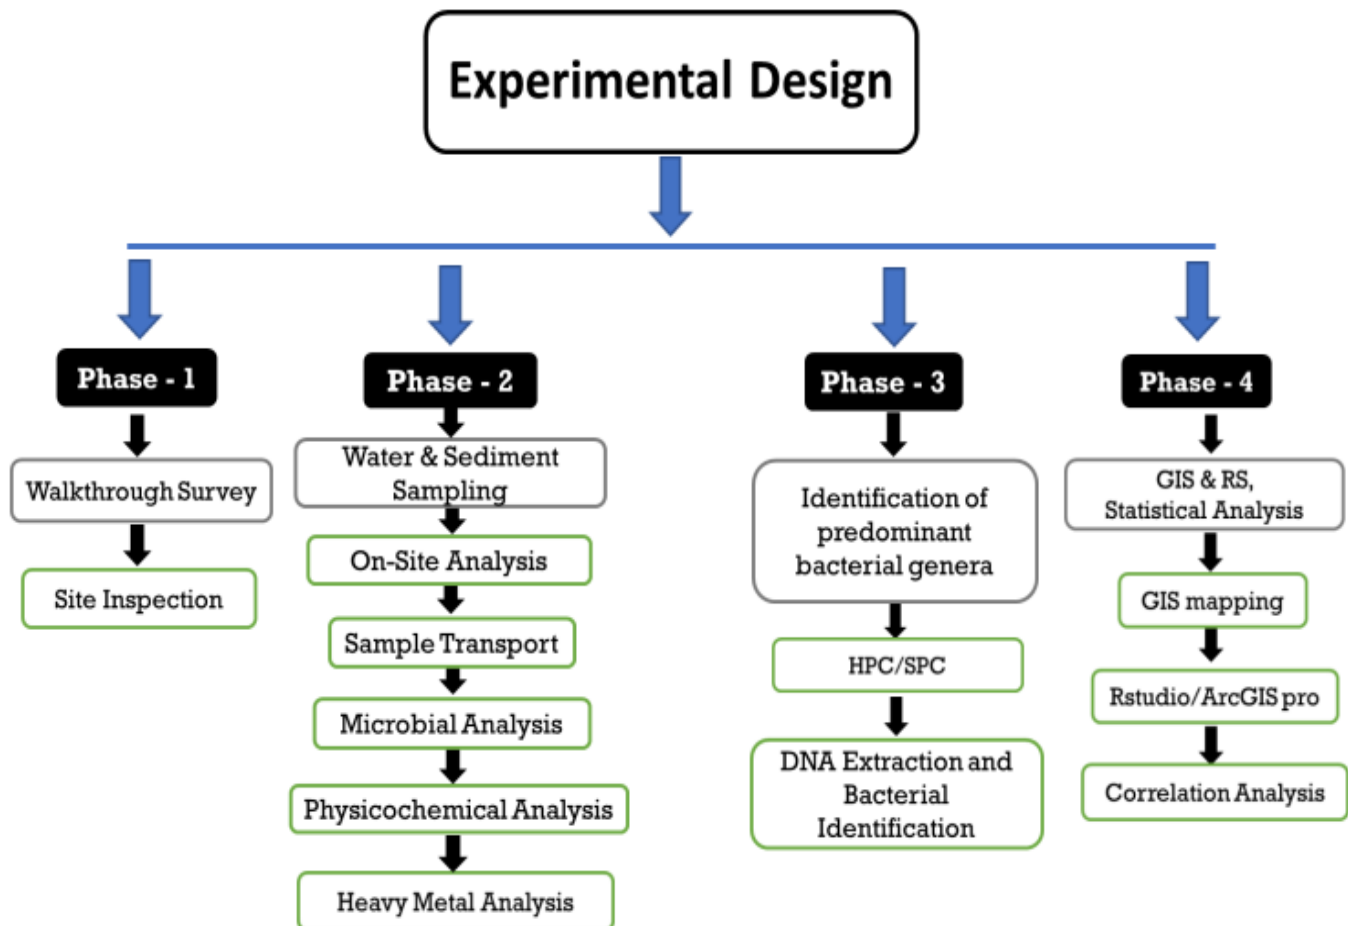 Experimental Design
Phase - 1
Walkthrough Survey
Site Inspection
Phase - 2
Water & Sediment
Sampling
On-Site Analysis
Sample Transport
Microbial Analysis
Physicochemical Analysis
Heavy Metal Analysis
Phase - 3
Identification of
predominant
bacterial genera
HPC/SPC
DNA Extraction and
Bacterial
Identification
Phase - 4
GIS & RS,
Statistical Analysis
GIS mapping
Rstudio/ArcGIS pro
Correlation Analysis